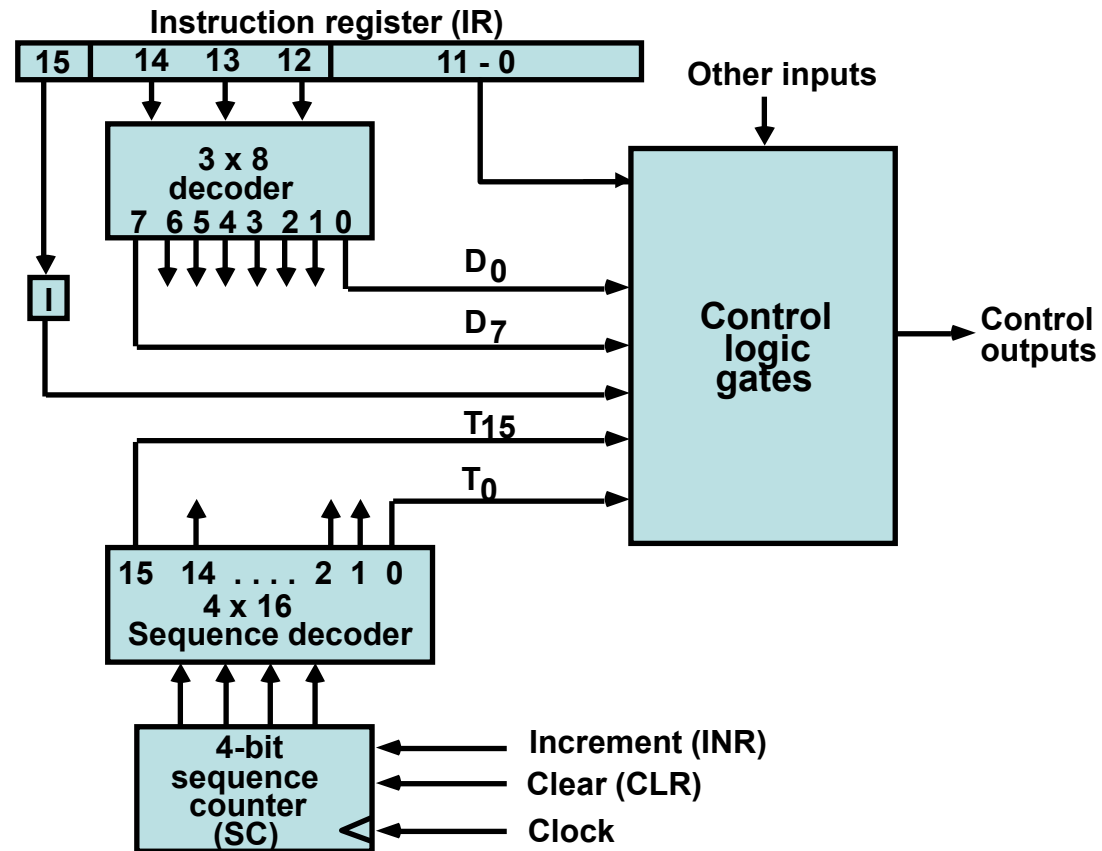 Instruction register (IR)
15 14 13 12 11 - 0
Other inputs
3 x 8
decoder
7 6 5 4 3 2 1 0
D0
I
D7
Control
logic
gates
Control
outputs
T15
T0
15 14 . . . . 2 1 0
4 x 16
Sequence decoder
4-bit
sequence
counter
(SC)
Increment (INR)
Clear (CLR)
Clock